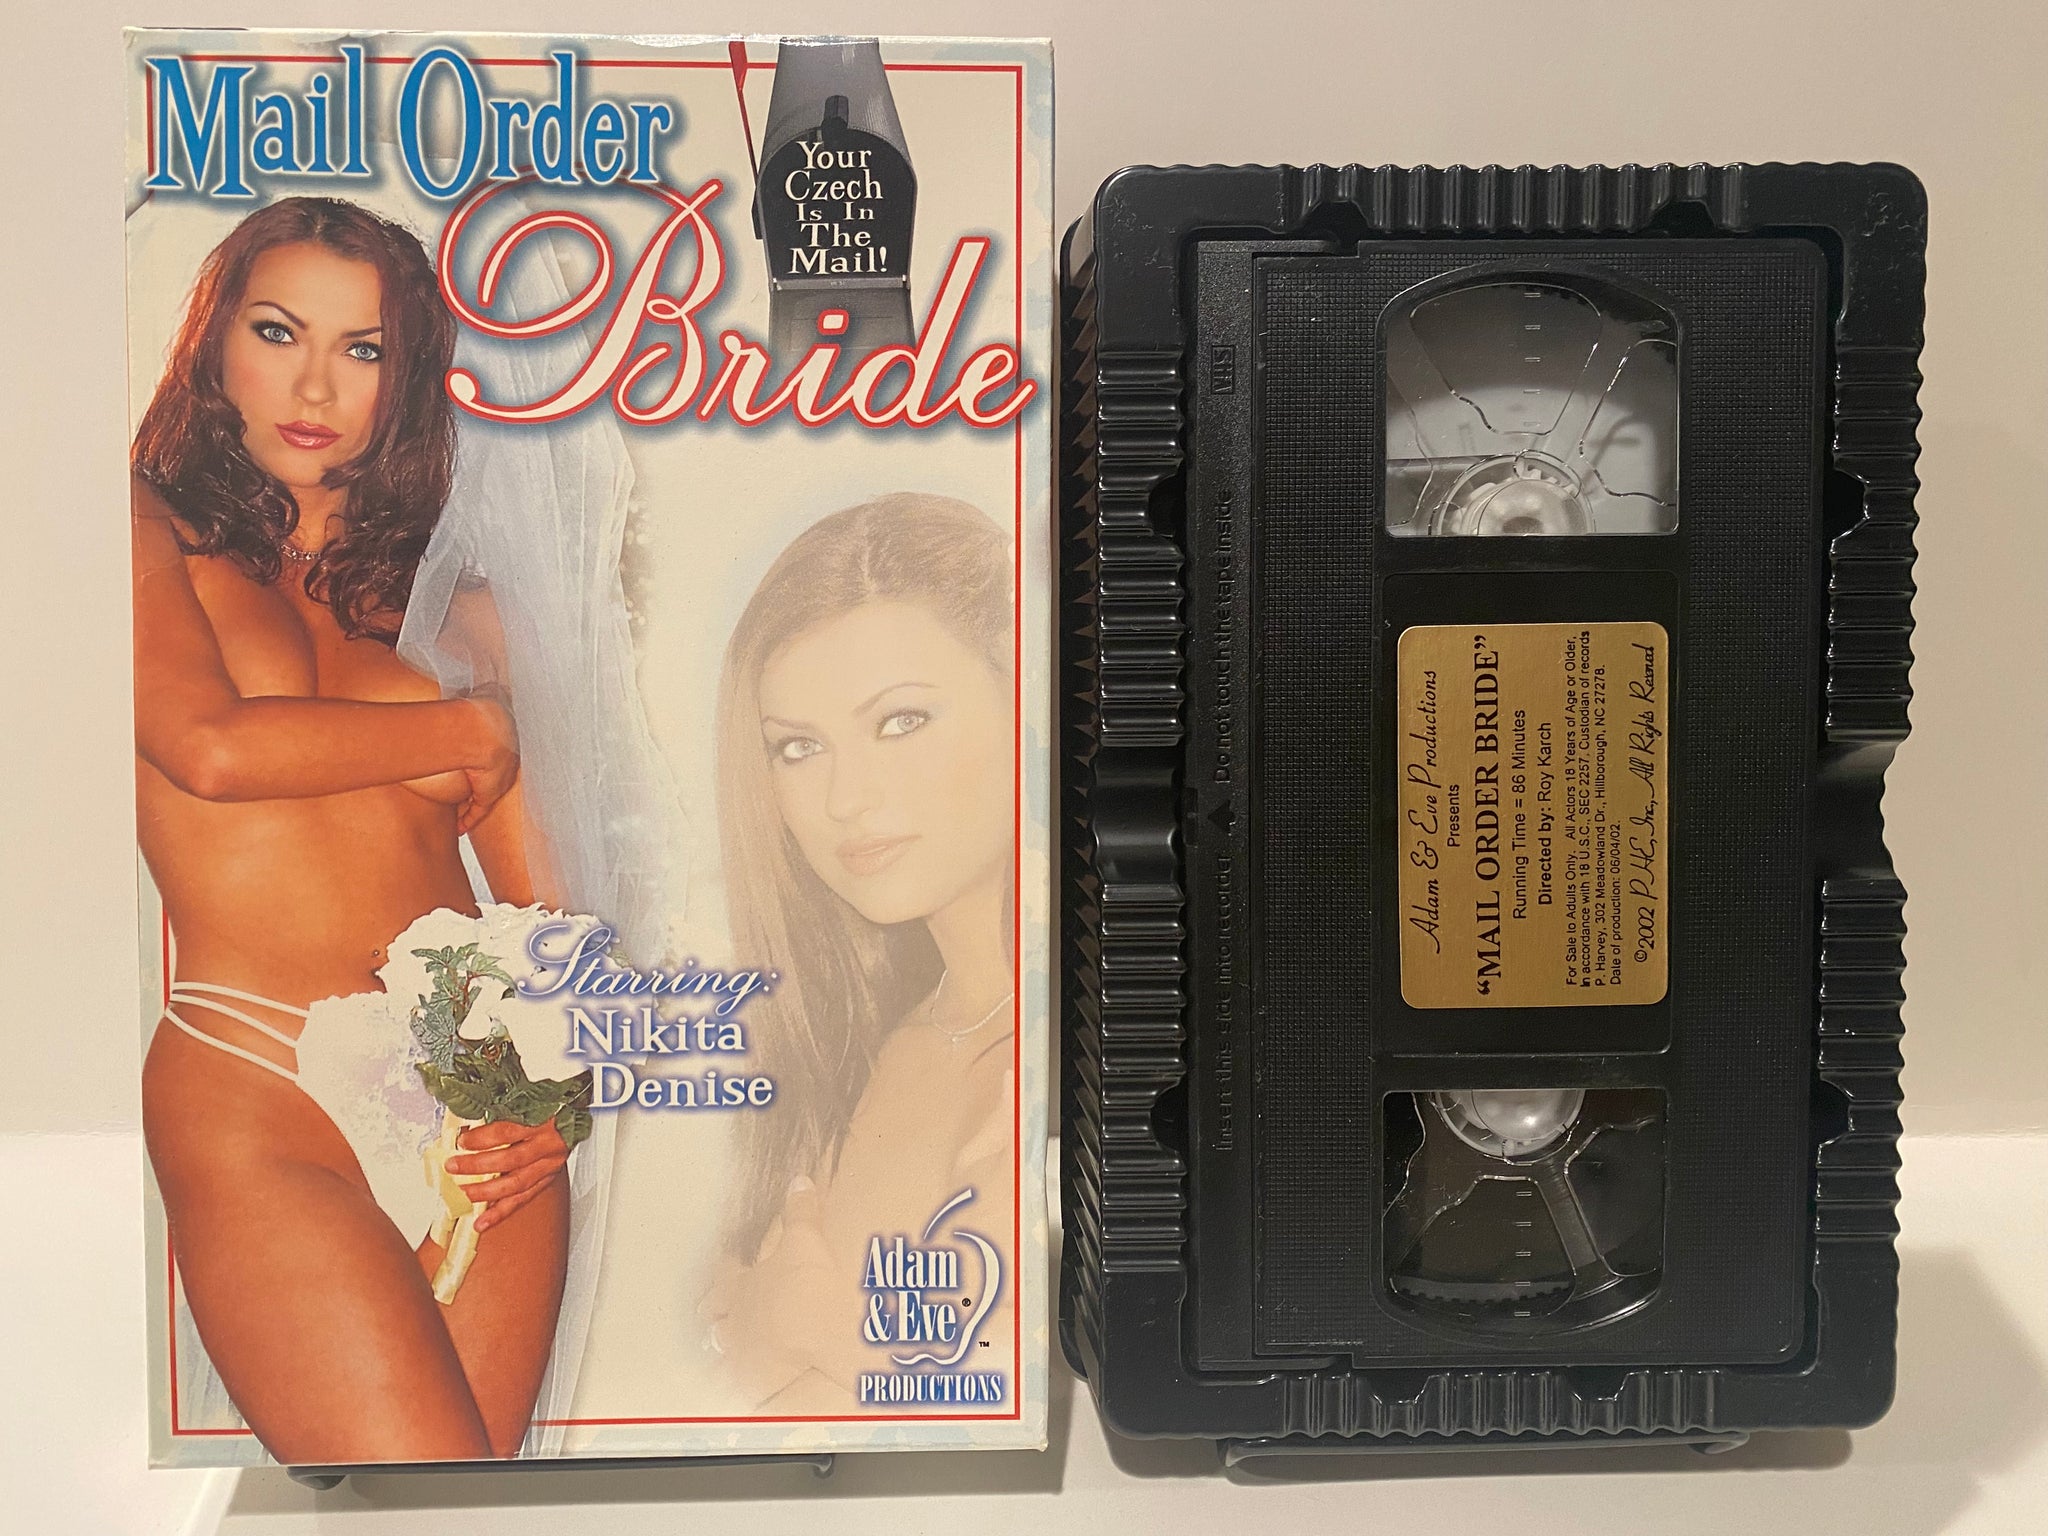 Mail Order
Bride
Your
Czech
Is In
The
Mail!
Starring:
Nikita
Denise
Adam
& Eve®
™
PRODUCTIONS
VHS
Insert this side into recorder ▲ Do not touch the tape inside
Adam & Eve Productions
Presents
"MAIL ORDER BRIDE"
Running Time = 86 Minutes
Directed by: Roy Karch
For Sale to Adults Only. All Actors 18 Years of Age or Older,
In accordance with 18 U.S.C., SEC 2257. Custodian of records
P. Harvey, 302 Meadowland Dr., Hillborough, NC 27278.
Date of production: 06/04/02.
©2002 PHE, Inc., All Rights Reserved